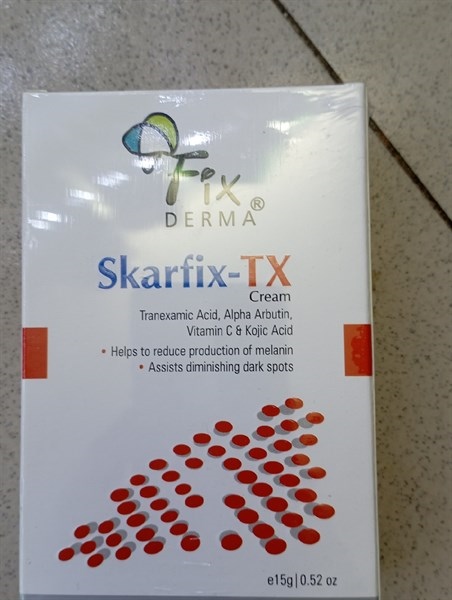 Fix®
DERMA
Skarfix-TX
Cream
Tranexamic Acid, Alpha Arbutin,
Vitamin C & Kojic Acid
• Helps to reduce production of melanin
• Assists diminishing dark spots
e15g|0.52 oz